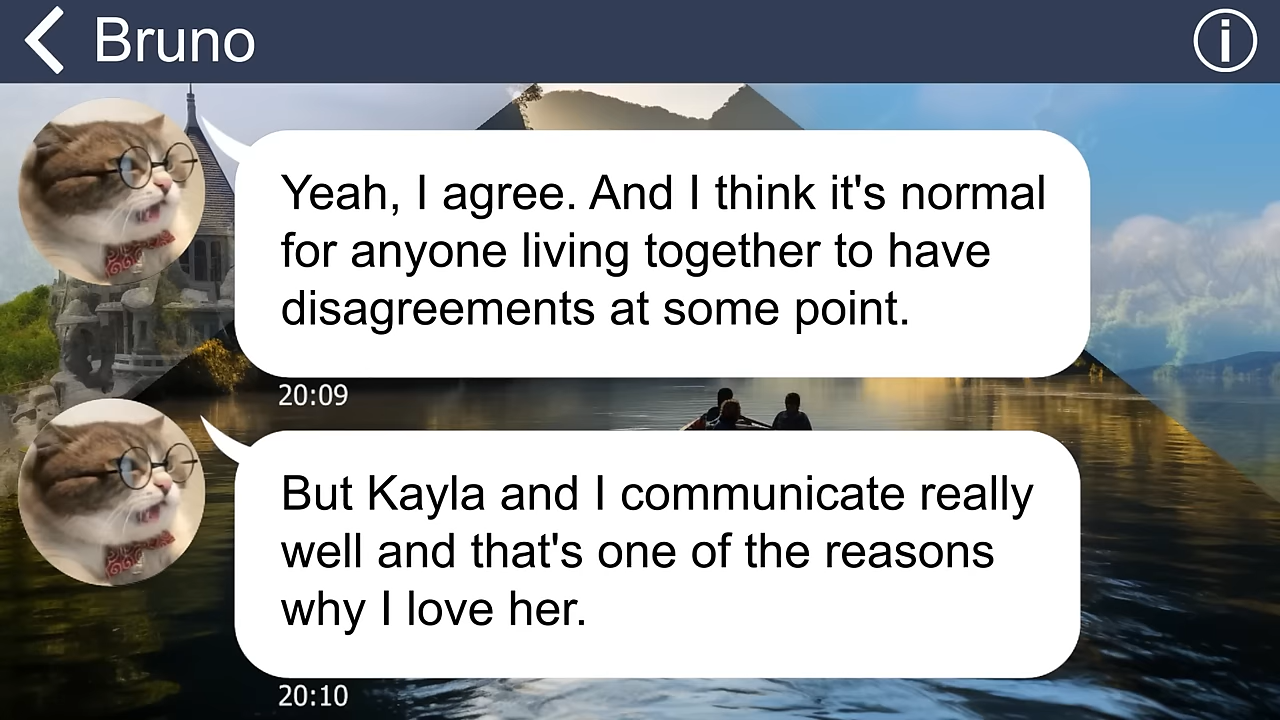 Bruno
Yeah, I agree. And I think it's normal
for anyone living together to have
disagreements at some point.
20:09
But Kayla and I communicate really
well and that's one of the reasons
why I love her.
20:10